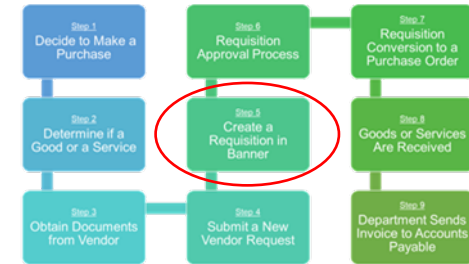 Step 1
Decide to Make a
Purchase
Step 2
Determine if a
Good or a Service
Step 3
Obtain Documents
from Vendor
Step 4
Submit a New
Vendor Request
Step 5
Create a
Requisition in
Banner
Step 6
Requisition
Approval Process
Step 7
Requisition
Conversion to a
Purchase Order
Step 8
Goods or Services
Are Received
Step 9
Department Sends
Invoice to Accounts
Payable